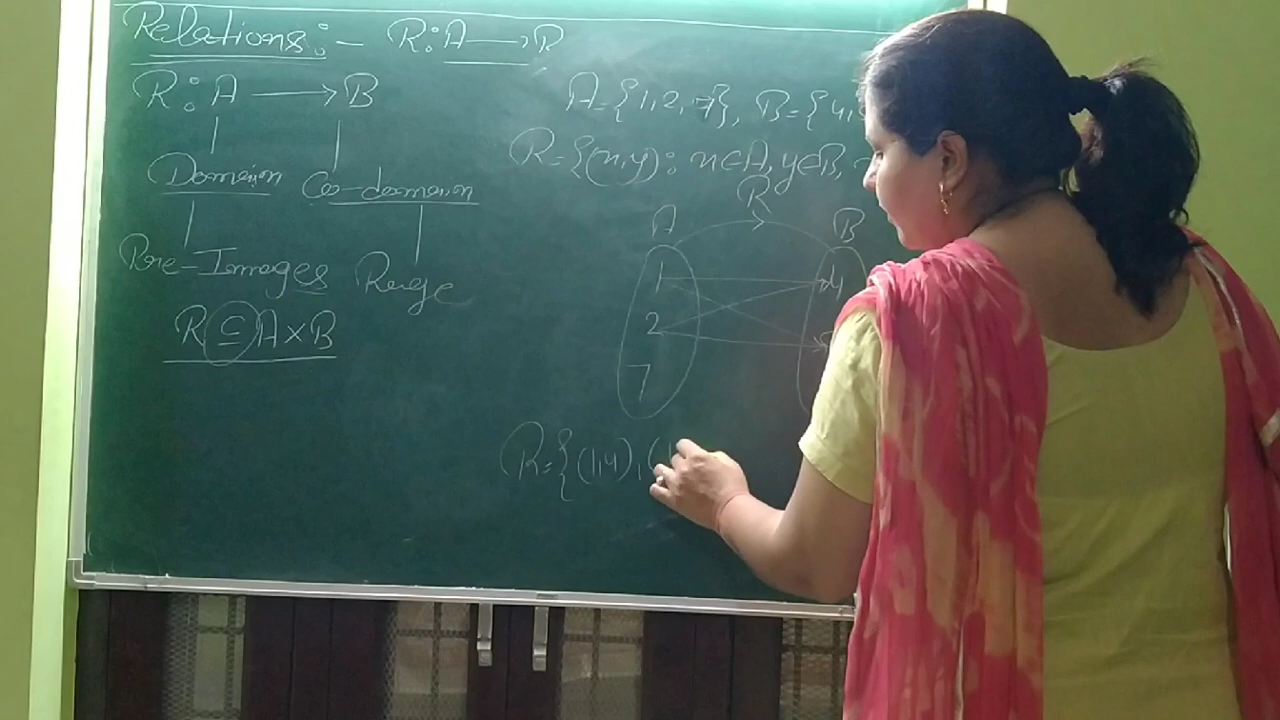 Relations:- R:A→B
R:A→B
Domain Co-domain
Pre-Images Range
R⊆A×B
A={1,2,7}, B={4,
R={(x,y): x∈A, y∈B,
R
A B
1 4
2
7
R={(1,4),(